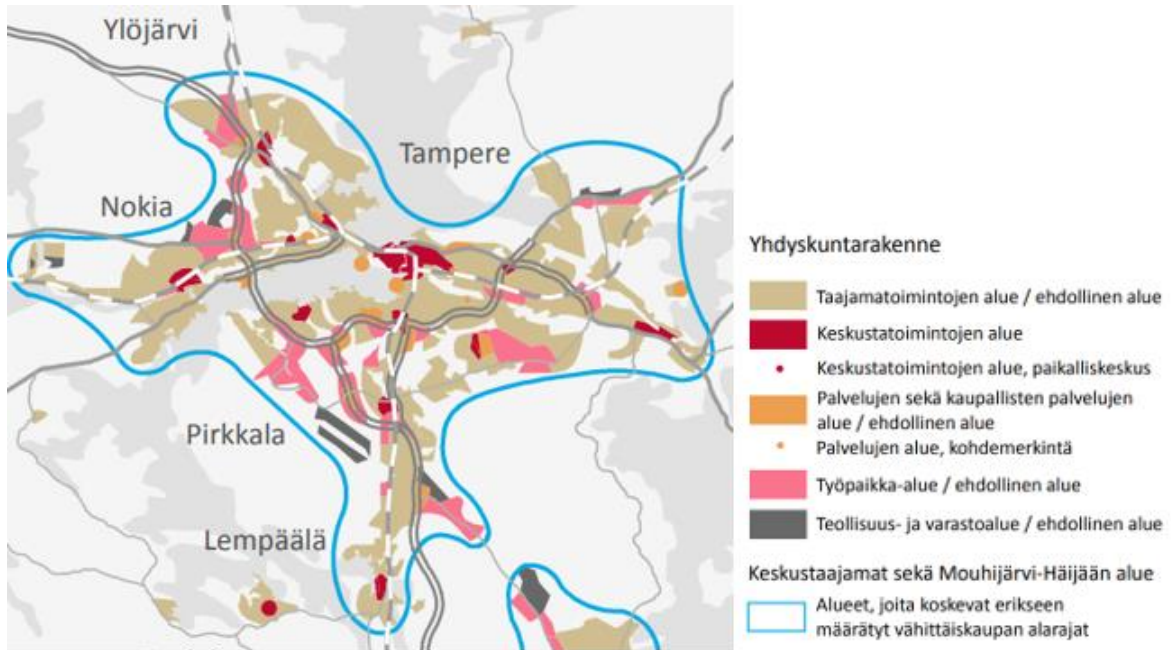 Ylöjärvi
Tampere
Nokia
Pirkkala
Lempäälä
Yhdyskuntarakenne
Taajamatoimintojen alue / ehdollinen alue
Keskustatoimintojen alue
Keskustatoimintojen alue, paikalliskeskus
Palvelujen sekä kaupallisten palvelujen
alue / ehdollinen alue
Palvelujen alue, kohdemerkintä
Työpaikka-alue / ehdollinen alue
Teollisuus- ja varastoalue / ehdollinen alue
Keskustaajamat sekä Mouhijärvi-Häijään alue
Alueet, joita koskevat erikseen
määrätyt vähittäiskaupan alarajat